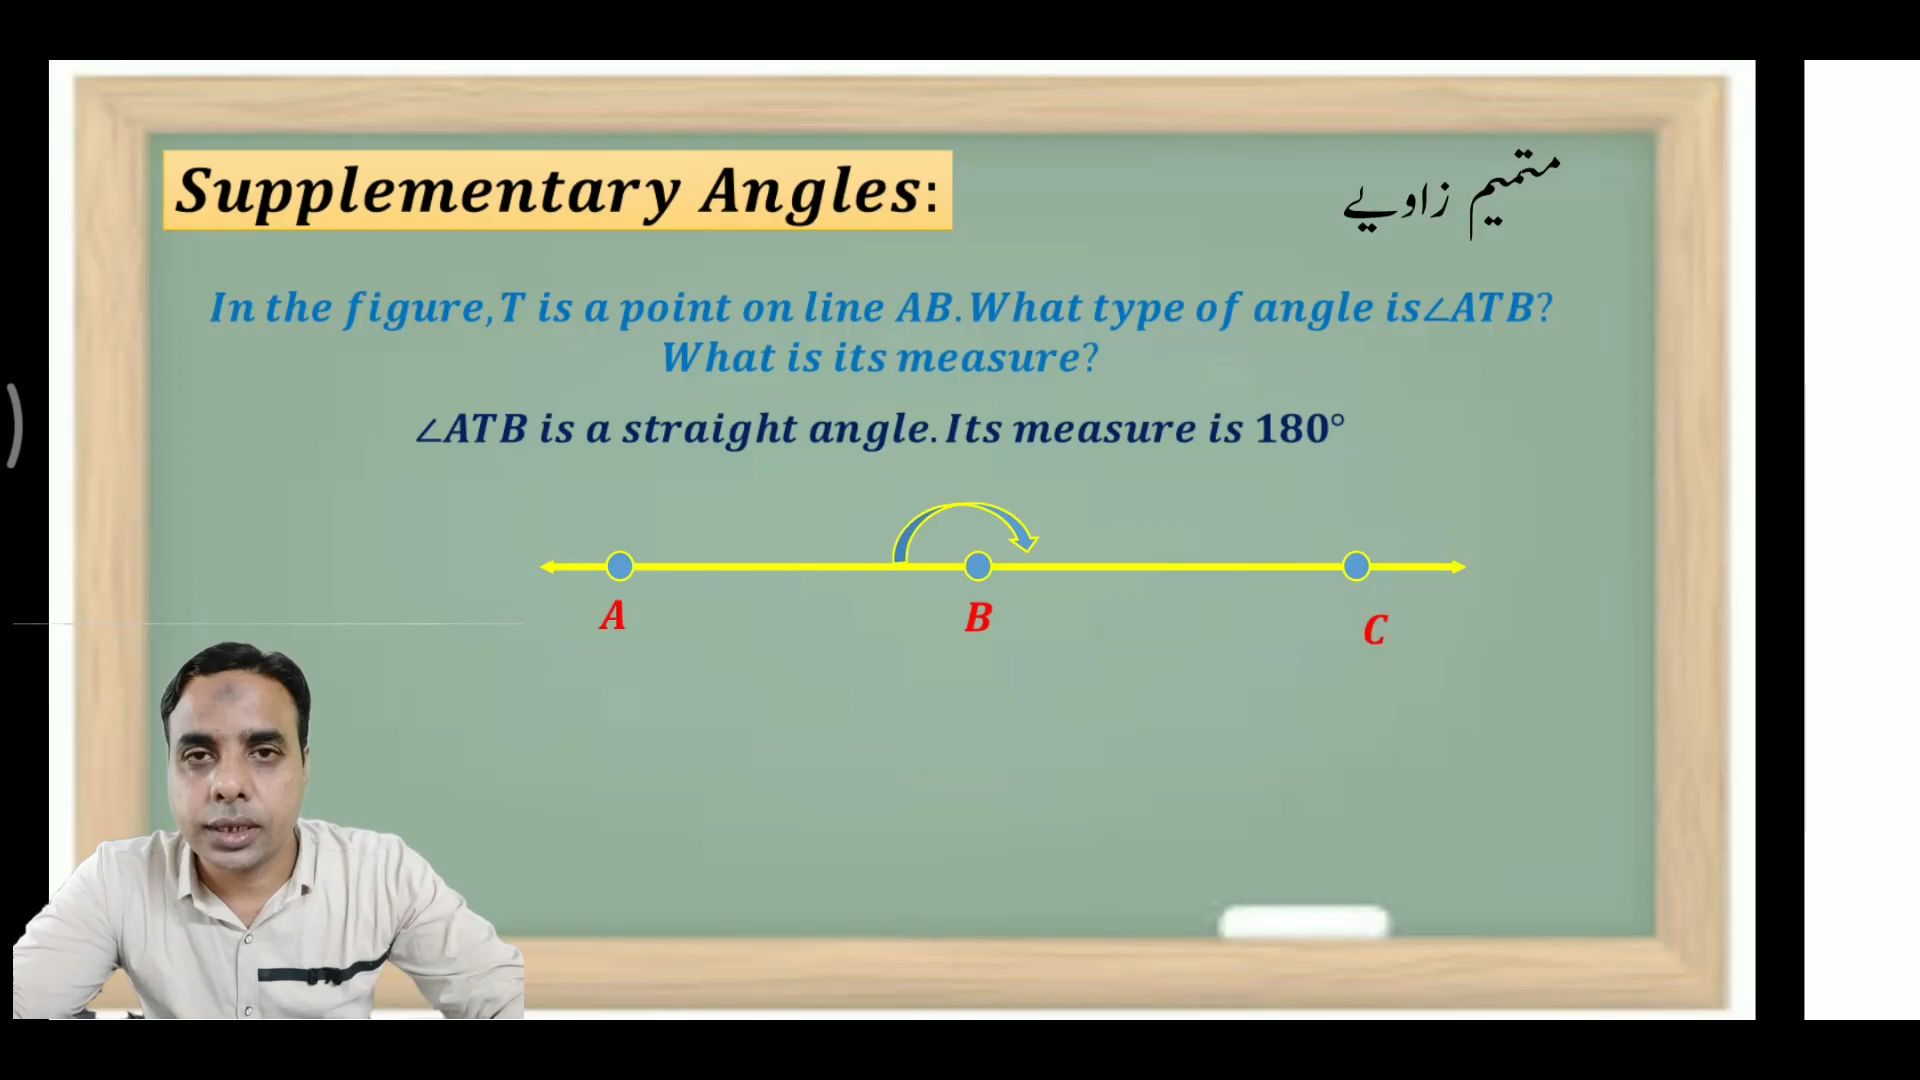 Supplementary Angles:
متمیم زاویے
In the figure,T is a point on line AB.What type of angle is∠ATB?
What is its measure?
∠ATB is a straight angle.Its measure is 180°
A B C